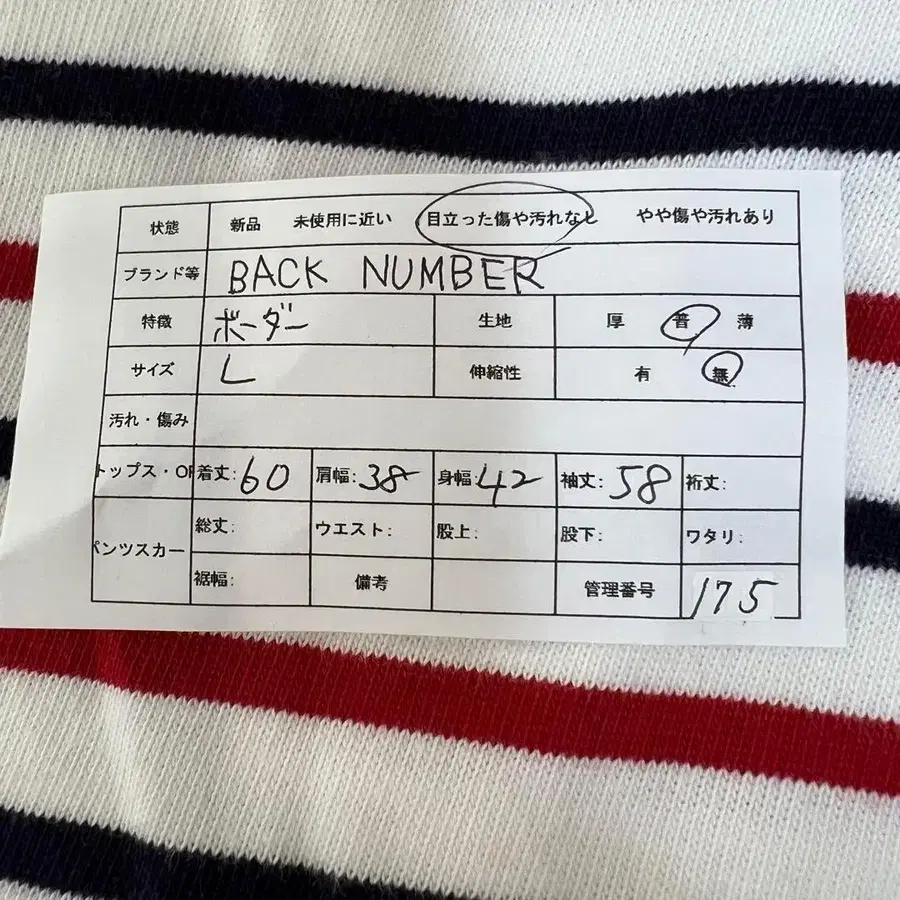 状態 新品 未使用に近い 目立った傷や汚れなし やや傷や汚れあり
ブランド等 BACK NUMBER
特徴 ボーダー 生地 厚 普 薄
サイズ L 伸縮性 有 無
汚れ・傷み
トップス・OP 着丈:60 肩幅:38 身幅:42 袖丈:58 裄丈:
パンツスカー 総丈: ウエスト: 股上: 股下: ワタリ:
裾幅: 備考 管理番号 175